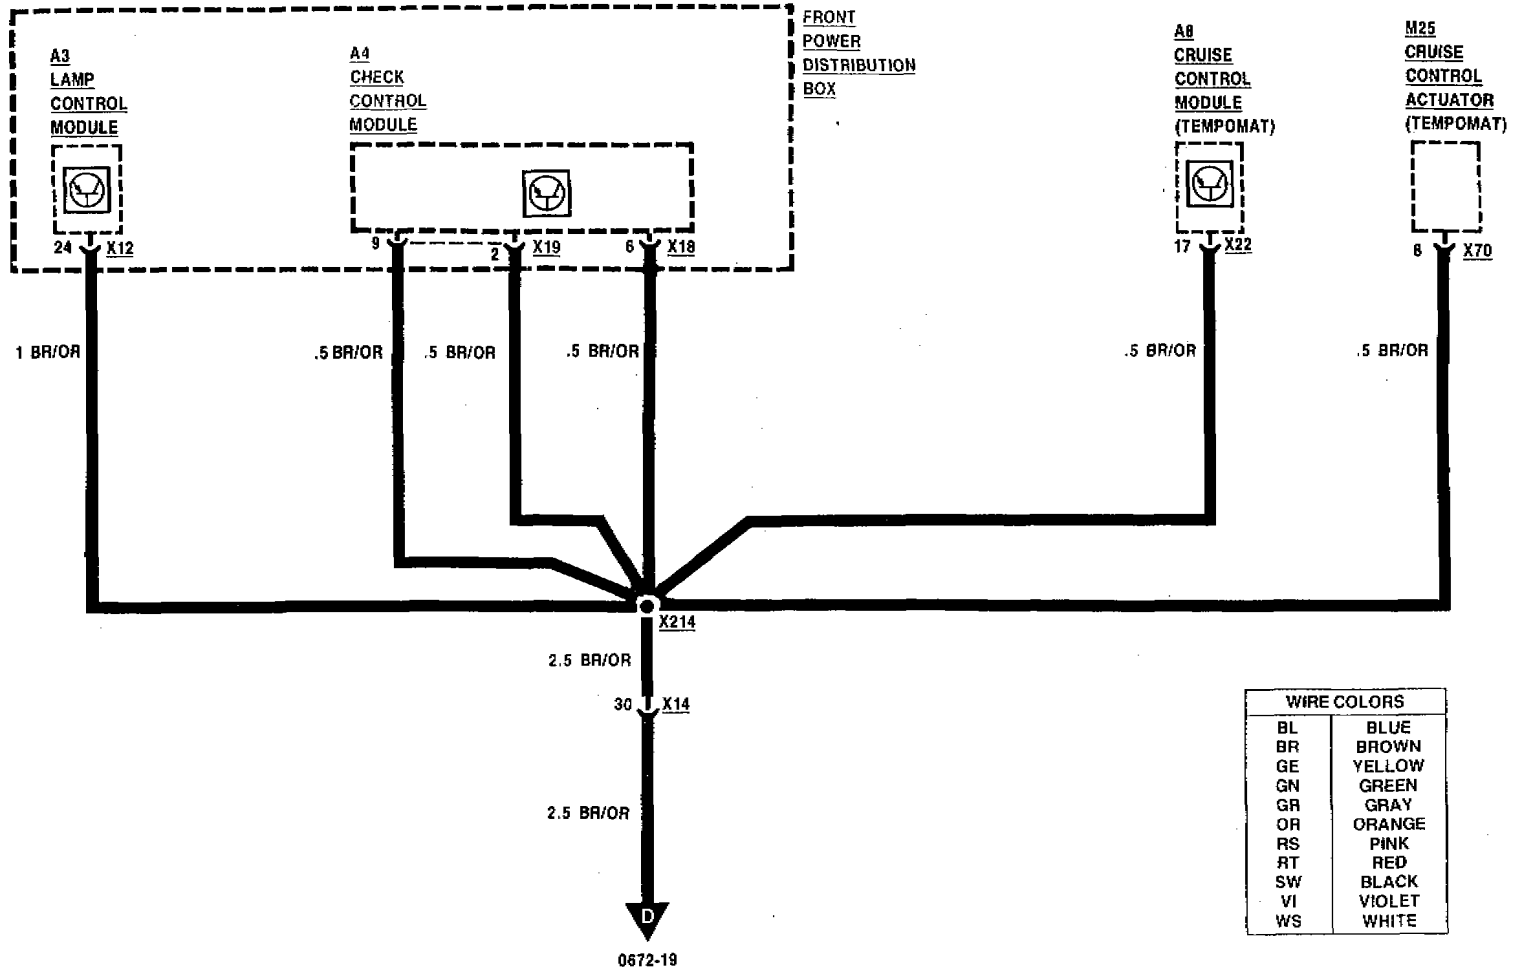 FRONT
POWER
DISTRIBUTION
BOX
A3
LAMP
CONTROL
MODULE
A4
CHECK
CONTROL
MODULE
A8
CRUISE
CONTROL
MODULE
(TEMPOMAT)
M25
CRUISE
CONTROL
ACTUATOR
(TEMPOMAT)
24 X12
9
2 X19
6 X18
17 X22
6 X70
1 BR/OR
.5 BR/OR
.5 BR/OR
.5 BR/OR
.5 BR/OR
.5 BR/OR
X214
2.5 BR/OR
30 X14
2.5 BR/OR
D
0672-19
WIRE COLORS
BL BLUE
BR BROWN
GE YELLOW
GN GREEN
GR GRAY
OR ORANGE
RS PINK
RT RED
SW BLACK
VI VIOLET
WS WHITE